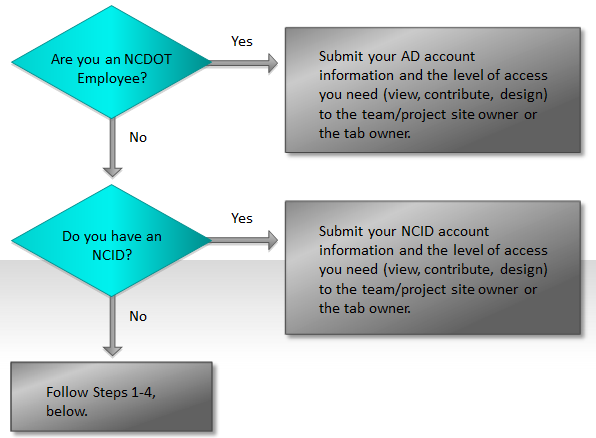 Are you an NCDOT
Employee?
Yes
Submit your AD account
information and the level of access
you need (view, contribute, design)
to the team/project site owner or
the tab owner.
No
Do you have an
NCID?
Yes
Submit your NCID account
information and the level of access
you need (view, contribute, design)
to the team/project site owner or
the tab owner.
No
Follow Steps 1-4,
below.